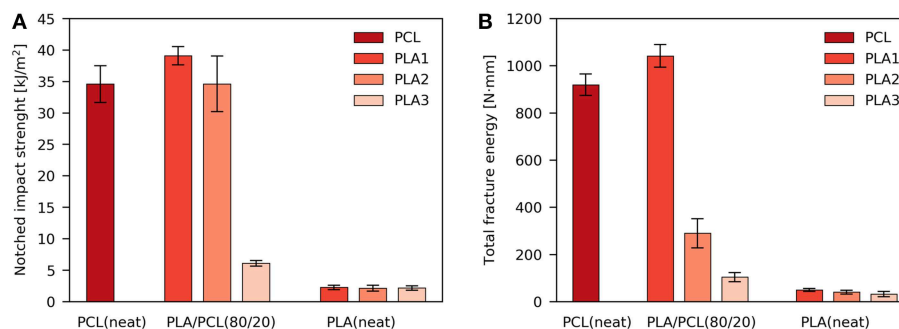 A
Notched impact strenght [kJ/m²]
45
40
35
30
25
20
15
10
5
0
PCL
PLA1
PLA2
PLA3
PCL(neat) PLA/PCL(80/20) PLA(neat)
B
Total fracture energy [N·mm]
1200
1000
800
600
400
200
0
PCL
PLA1
PLA2
PLA3
PCL(neat) PLA/PCL(80/20) PLA(neat)